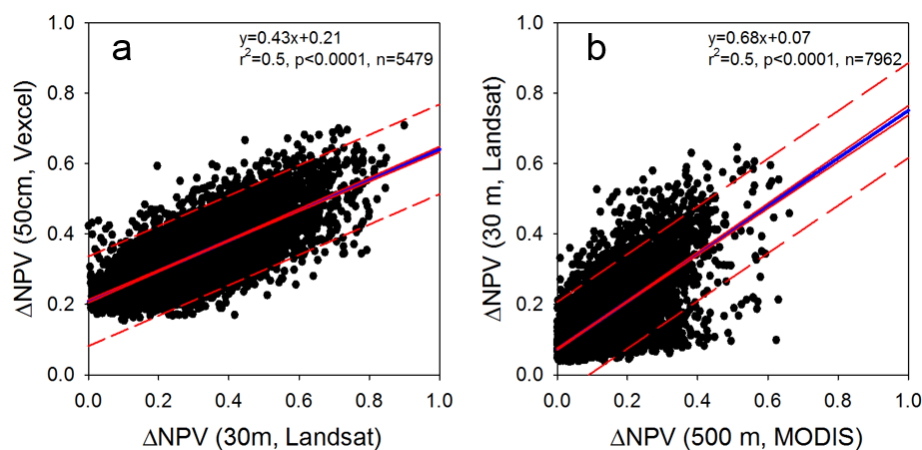 a
y=0.43x+0.21
r²=0.5, p<0.0001, n=5479
1.0
0.8
0.6
0.4
0.2
0.0
ΔNPV (50cm, Vexcel)
0.0 0.2 0.4 0.6 0.8 1.0
ΔNPV (30m, Landsat)
b
y=0.68x+0.07
r²=0.5, p<0.0001, n=7962
1.0
0.8
0.6
0.4
0.2
0.0
ΔNPV (30 m, Landsat)
0.0 0.2 0.4 0.6 0.8 1.0
ΔNPV (500 m, MODIS)